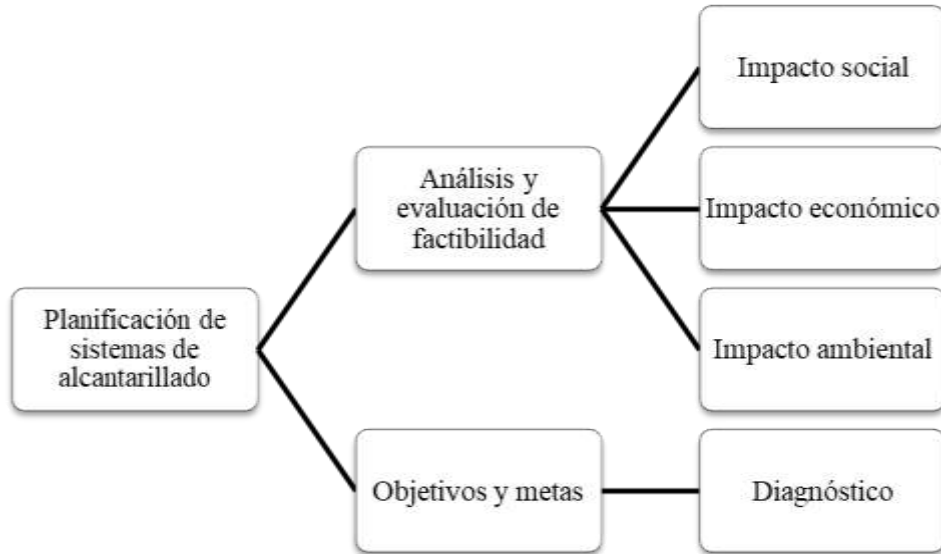 Planificación de
sistemas de
alcantarillado
Análisis y
evaluación de
factibilidad
Impacto social
Impacto económico
Impacto ambiental
Objetivos y metas
Diagnóstico